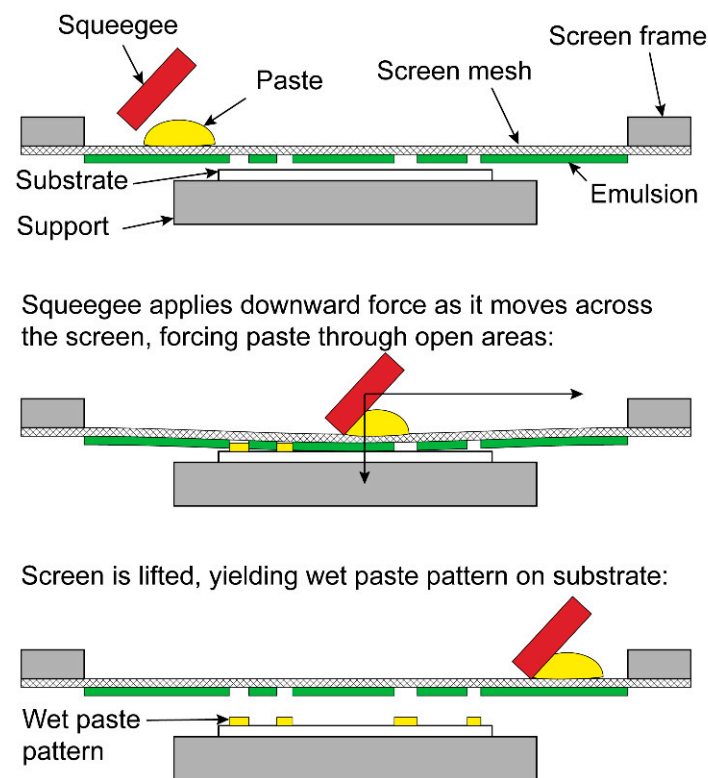 Squeegee
Screen frame
Paste
Screen mesh
Substrate
Emulsion
Support
Squeegee applies downward force as it moves across
the screen, forcing paste through open areas:
Screen is lifted, yielding wet paste pattern on substrate:
Wet paste
pattern